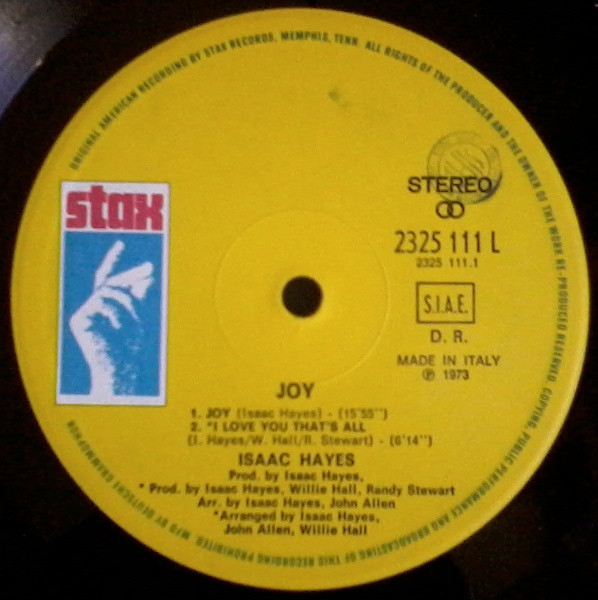 ORIGINAL AMERICAN RECORDING BY STAX RECORDS, MEMPHIS, TENN. ALL RIGHTS OF THE PRODUCER AND THE OWNER OF THE WORK RE-PRODUCED RESERVED. COPYING, PUBLIC PERFORMANCE AND BROADCASTING OF THIS RECORDING PROHIBITED. MFD BY DEUTSCHE GRAMMOPHON
stax
STEREO
2325 111 L
2325 111.1
S.I.A.E.
D. R.
MADE IN ITALY
℗ 1973
JOY
1. JOY (Isaac Hayes) - (15'55'')
2. *I LOVE YOU THAT'S ALL
(I. Hayes/W. Hall/R. Stewart) - (6'14'')
ISAAC HAYES
Prod. by Isaac Hayes,
* Prod. by Isaac Hayes, Willie Hall, Randy Stewart
Arr. by Isaac Hayes, John Allen
*Arranged by Isaac Hayes,
John Allen, Willie Hall